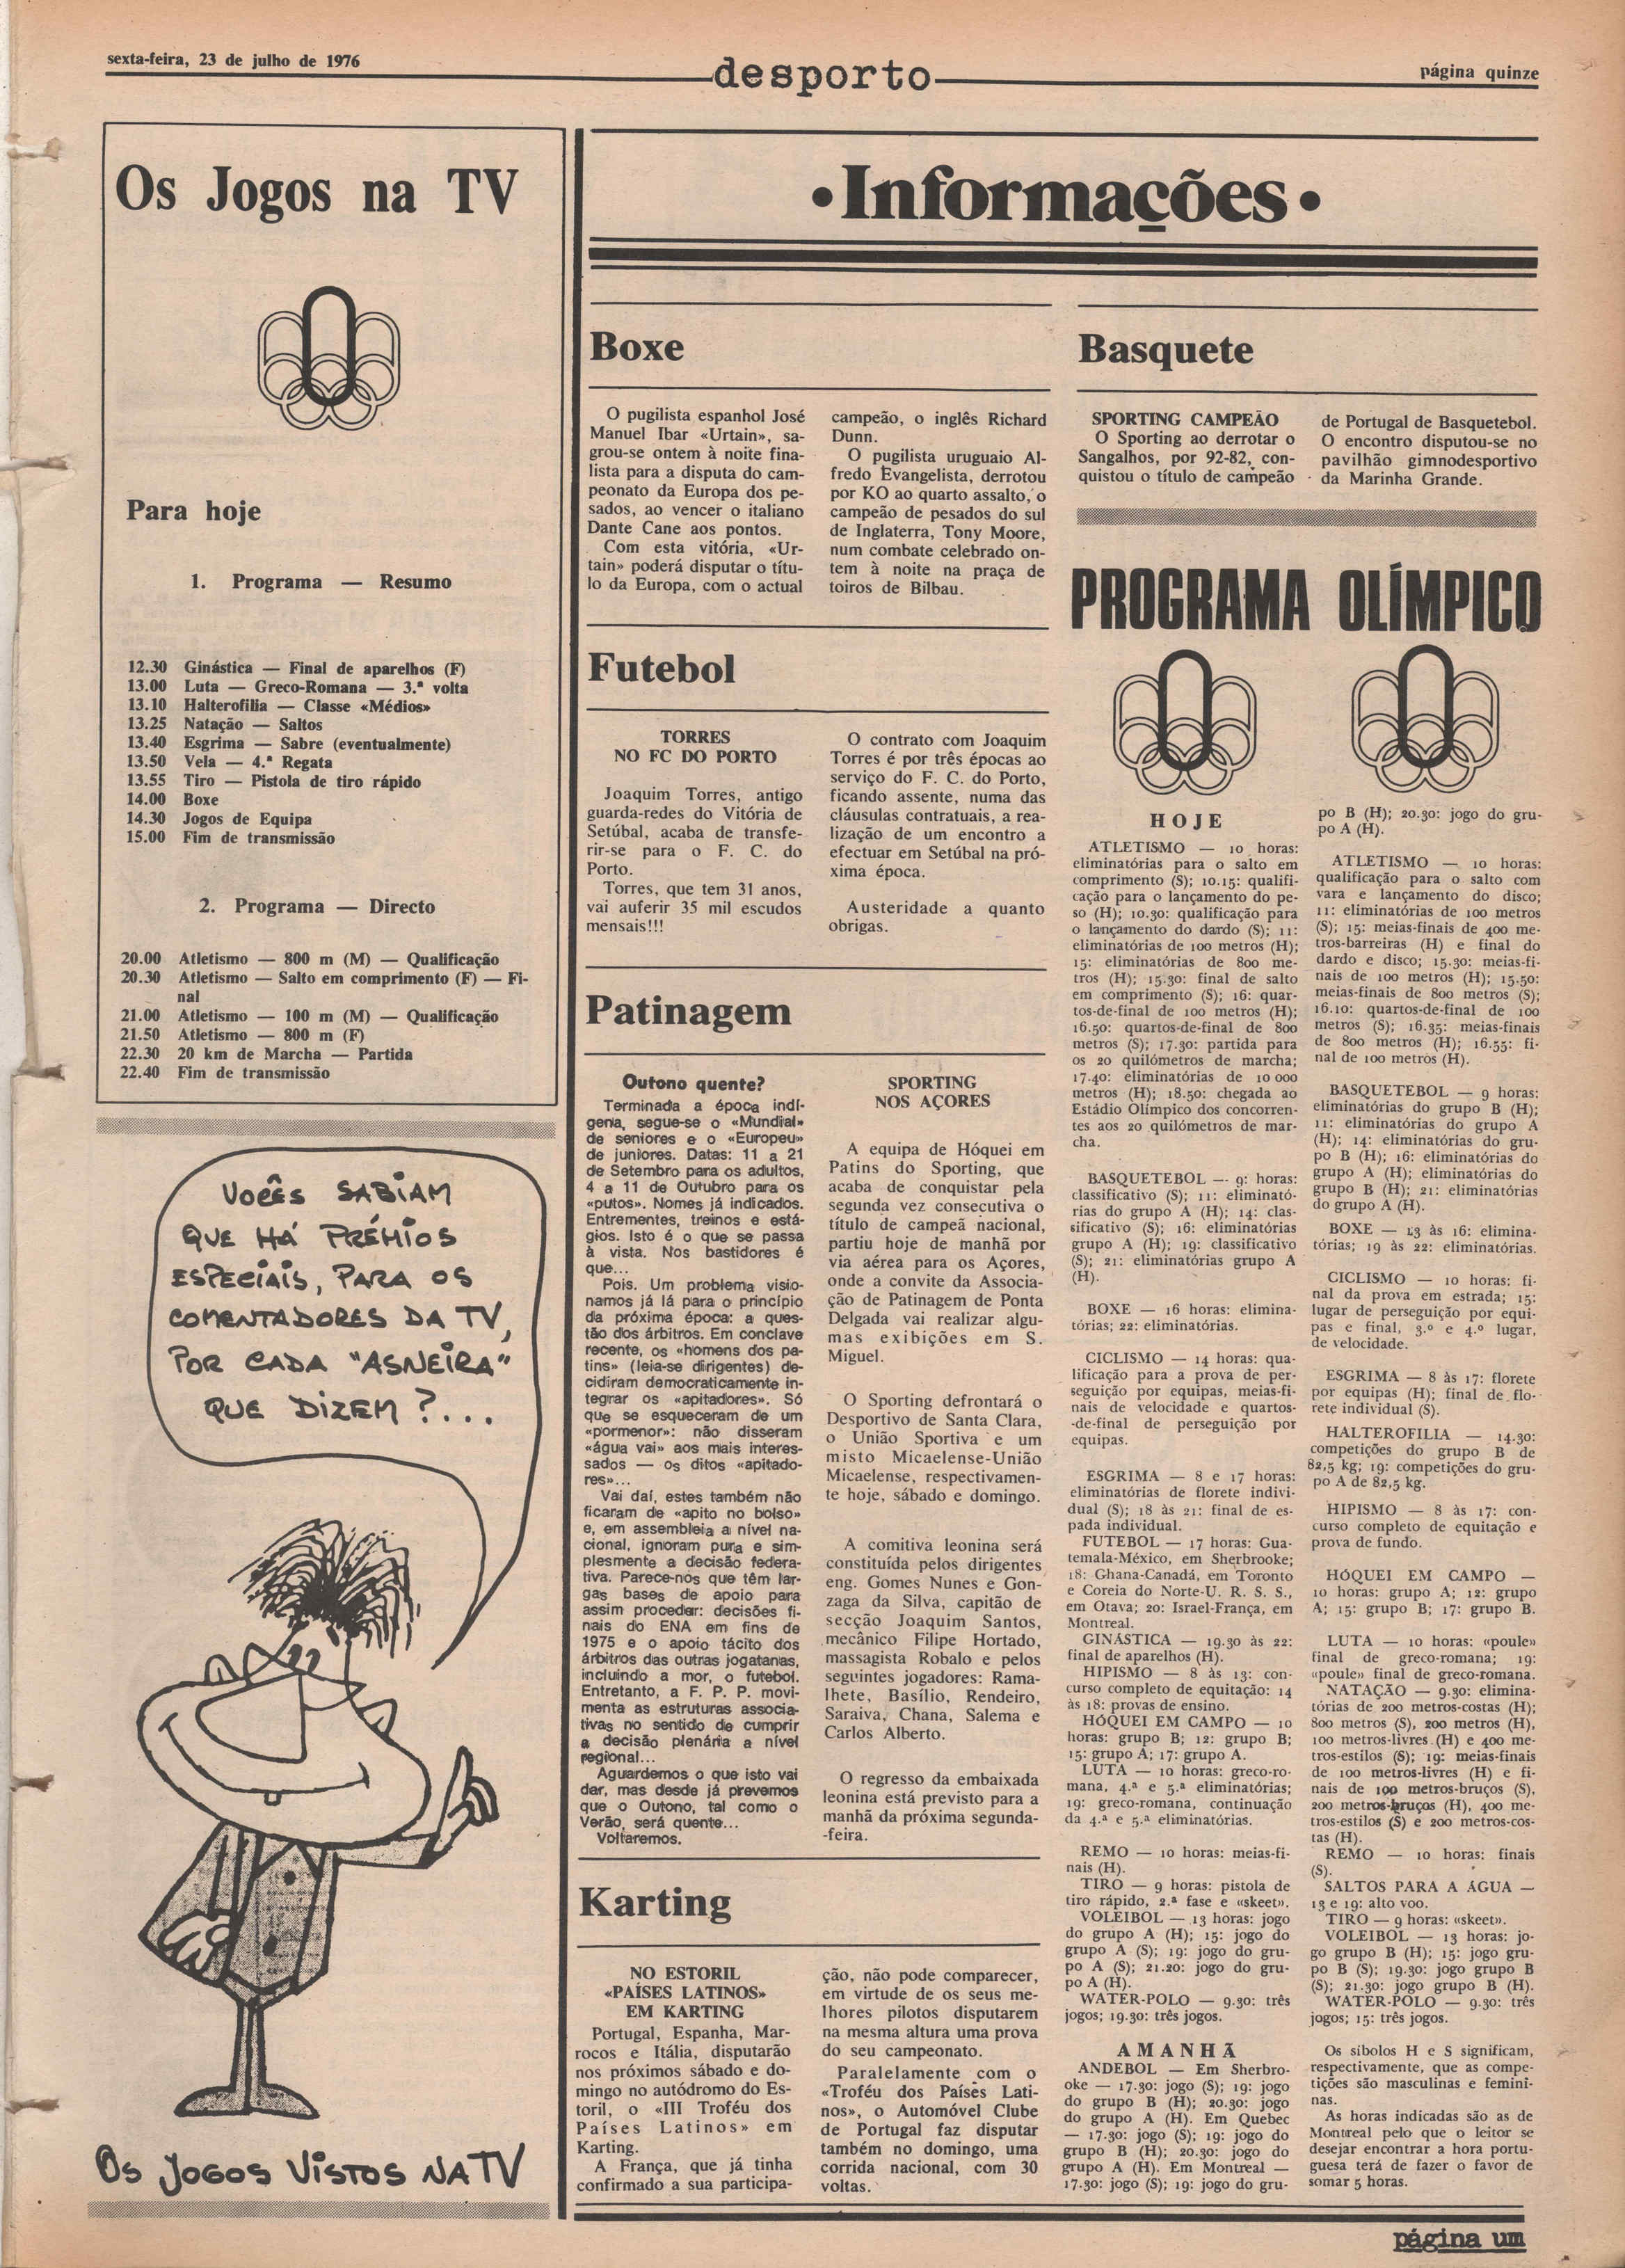 sexta-feira, 23 de julho de 1976
desporto
página quinze
Os Jogos na TV
Para hoje
1. Programa — Resumo
12.30 Ginástica — Final de aparelhos (F)
13.00 Luta — Greco-Romana — 3.ª volta
13.10 Halterofilia — Classe «Médios»
13.25 Natação — Saltos
13.40 Esgrima — Sabre (eventualmente)
13.50 Vela — 4.ª Regata
13.55 Tiro — Pistola de tiro rápido
14.00 Boxe
14.30 Jogos de Equipa
15.00 Fim de transmissão
2. Programa — Directo
20.00 Atletismo — 800 m (M) — Qualificação
20.30 Atletismo — Salto em comprimento (F) — Fi-
nal
21.00 Atletismo — 100 m (M) — Qualificação
21.50 Atletismo — 800 m (F)
22.30 20 km de Marcha — Partida
22.40 Fim de transmissão
VOCÊS SABIAM
QUE HÁ PRÉMIOS
ESPECIAIS, PARA OS
COMENTADORES DA TV,
POR CADA "ASNEIRA"
QUE DIZEM ?...
OS JOGOS VISTOS NA TV
•Informações•
Boxe
O pugilista espanhol José
Manuel Ibar «Urtain», sa-
grou-se ontem à noite fina-
lista para a disputa do cam-
peonato da Europa dos pe-
sados, ao vencer o italiano
Dante Cane aos pontos.
Com esta vitória, «Ur-
tain» poderá disputar o títu-
lo da Europa, com o actual
campeão, o inglês Richard
Dunn.
O pugilista uruguaio Al-
fredo Evangelista, derrotou
por KO ao quarto assalto, o
campeão de pesados do sul
de Inglaterra, Tony Moore,
num combate celebrado on-
tem à noite na praça de
toiros de Bilbau.
Futebol
TORRES
NO FC DO PORTO
Joaquim Torres, antigo
guarda-redes do Vitória de
Setúbal, acaba de transfe-
rir-se para o F. C. do
Porto.
Torres, que tem 31 anos,
vai auferir 35 mil escudos
mensais!!!
O contrato com Joaquim
Torres é por três épocas ao
serviço do F. C. do Porto,
ficando assente, numa das
cláusulas contratuais, a rea-
lização de um encontro a
efectuar em Setúbal na pró-
xima época.
Austeridade a quanto
obrigas.
Patinagem
Outono quente?
Terminada a época indí-
gena, segue-se o «Mundial»
de seniores e o «Europeu»
de juniores. Datas: 11 a 21
de Setembro para os adultos,
4 a 11 de Outubro para os
«putos». Nomes já indicados.
Entrementes, treinos e está-
gios. Isto é o que se passa
à vista. Nos bastidores é
que...
Pois. Um problema visio-
namos já lá para o princípio
da próxima época: a ques-
tão dos árbitros. Em conclave
recente, os «homens dos pa-
tins» (leia-se dirigentes) de-
cidiram democraticamente in-
tegrar os «apitadores». Só
que se esqueceram de um
«pormenor»: não disseram
«água vai» aos mais interes-
sados — os ditos «apitado-
res»...
Vai daí, estes também não
ficaram de «apito no bolso»
e, em assembleia a nível na-
cional, ignoram pura e sim-
plesmente a decisão federa-
tiva. Parece-nos que têm lar-
gas bases de apoio para
assim proceder: decisões fi-
nais do ENA em fins de
1975 e o apoio tácito dos
árbitros das outras jogatanas,
incluindo a mor, o futebol.
Entretanto, a F. P. P. movi-
menta as estruturas associa-
tivas no sentido de cumprir
a decisão plenária a nível
regional...
Aguardemos o que isto vai
dar, mas desde já prevemos
que o Outono, tal como o
Verão, será quente...
Voltaremos.
SPORTING
NOS AÇORES
A equipa de Hóquei em
Patins do Sporting, que
acaba de conquistar pela
segunda vez consecutiva o
título de campeã nacional,
partiu hoje de manhã por
via aérea para os Açores,
onde a convite da Associa-
ção de Patinagem de Ponta
Delgada vai realizar algu-
mas exibições em S.
Miguel.
O Sporting defrontará o
Desportivo de Santa Clara,
o União Sportiva e um
misto Micaelense-União
Micaelense, respectivamen-
te hoje, sábado e domingo.
A comitiva leonina será
constituída pelos dirigentes
eng. Gomes Nunes e Gon-
zaga da Silva, capitão de
secção Joaquim Santos,
mecânico Filipe Hortado,
massagista Robalo e pelos
seguintes jogadores: Rama-
lhete, Basílio, Rendeiro,
Saraiva, Chana, Salema e
Carlos Alberto.
O regresso da embaixada
leonina está previsto para a
manhã da próxima segunda-
-feira.
Karting
NO ESTORIL
«PAÍSES LATINOS»
EM KARTING
Portugal, Espanha, Mar-
rocos e Itália, disputarão
nos próximos sábado e do-
mingo no autódromo do Es-
toril, o «III Troféu dos
Países Latinos» em
Karting.
A França, que já tinha
confirmado a sua participa-
ção, não pode comparecer,
em virtude de os seus me-
lhores pilotos disputarem
na mesma altura uma prova
do seu campeonato.
Paralelamente com o
«Troféu dos Países Lati-
nos», o Automóvel Clube
de Portugal faz disputar
também no domingo, uma
corrida nacional, com 30
voltas.
Basquete
SPORTING CAMPEÃO
O Sporting ao derrotar o
Sangalhos, por 92-82, con-
quistou o título de campeão
de Portugal de Basquetebol.
O encontro disputou-se no
pavilhão gimnodesportivo
da Marinha Grande.
PROGRAMA OLÍMPICO
HOJE
ATLETISMO — 10 horas:
eliminatórias para o salto em
comprimento (S); 10.15: qualifi-
cação para o lançamento do pe-
so (H); 10.30: qualificação para
o lançamento do dardo (S); 11:
eliminatórias de 100 metros (H);
15: eliminatórias de 800 me-
tros (H); 15.30: final de salto
em comprimento (S); 16: quar-
tos-de-final de 100 metros (H);
16.50: quartos-de-final de 800
metros (S); 17.30: partida para
os 20 quilómetros de marcha;
17.40: eliminatórias de 10 000
metros (H); 18.50: chegada ao
Estádio Olímpico dos concorren-
tes aos 20 quilómetros de mar-
cha.
BASQUETEBOL — 9: horas:
classificativo (S); 11: eliminató-
rias do grupo A (H); 14: clas-
sificativo (S); 16: eliminatórias
grupo A (H); 19: classificativo
(S); 21: eliminatórias grupo A
(H).
BOXE — 16 horas: elimina-
tórias; 22: eliminatórias.
CICLISMO — 14 horas: qua-
lificação para a prova de per-
seguição por equipas, meias-fi-
nais de velocidade e quartos-
-de-final de perseguição por
equipas.
ESGRIMA — 8 e 17 horas:
eliminatórias de florete indivi-
dual (S); 18 às 21: final de es-
pada individual.
FUTEBOL — 17 horas: Gua-
temala-México, em Sherbrooke;
18: Ghana-Canadá, em Toronto
e Coreia do Norte-U. R. S. S.,
em Otava; 20: Israel-França, em
Montreal.
GINÁSTICA — 19.30 às 22:
final de aparelhos (H).
HIPISMO — 8 às 13: con-
curso completo de equitação: 14
às 18: provas de ensino.
HÓQUEI EM CAMPO — 10
horas: grupo B; 12: grupo B;
15: grupo A; 17: grupo A.
LUTA — 10 horas: greco-ro-
mana, 4.ª e 5.ª eliminatórias;
19: greco-romana, continuação
da 4.ª e 5.ª eliminatórias.
REMO — 10 horas: meias-fi-
nais (H).
TIRO — 9 horas: pistola de
tiro rápido, 2.ª fase e «skeet».
VOLEIBOL — 13 horas: jogo
do grupo A (H); 15: jogo do
grupo A (S); 19: jogo do gru-
po A (S); 21.20: jogo do gru-
po A (H).
WATER-POLO — 9.30: três
jogos; 19.30: três jogos.
AMANHÃ
ANDEBOL — Em Sherbro-
oke — 17.30: jogo (S); 19: jogo
do grupo B (H); 20.30: jogo
do grupo A (H). Em Quebec
— 17.30: jogo (S); 19: jogo do
grupo B (H); 20.30: jogo do
grupo A (H). Em Montreal —
17.30: jogo (S); 19: jogo do gru-
po B (H); 20.30: jogo do gru-
po A (H).
ATLETISMO — 10 horas:
qualificação para o salto com
vara e lançamento do disco;
11: eliminatórias de 100 metros
(S); 15: meias-finais de 400 me-
tros-barreiras (H) e final do
dardo e disco; 15.30: meias-fi-
nais de 100 metros (H); 15.50:
meias-finais de 800 metros (S);
16.10: quartos-de-final de 100
metros (S); 16.35: meias-finais
de 800 metros (H); 16.55: fi-
nal de 100 metros (H).
BASQUETEBOL — 9 horas:
eliminatórias do grupo B (H);
11: eliminatórias do grupo A
(H); 14: eliminatórias do gru-
po B (H); 16: eliminatórias do
grupo A (H); eliminatórias do
grupo B (H); 21: eliminatórias
do grupo A (H).
BOXE — 13 às 16: elimina-
tórias; 19 às 22: eliminatórias.
CICLISMO — 10 horas: fi-
nal da prova em estrada; 15:
lugar de perseguição por equi-
pas e final, 3.º e 4.º lugar,
de velocidade.
ESGRIMA — 8 às 17: florete
por equipas (H); final de flo-
rete individual (S).
HALTEROFILIA — 14.30:
competições do grupo B de
82,5 kg; 19: competições do gru-
po A de 82,5 kg.
HIPISMO — 8 às 17: con-
curso completo de equitação e
prova de fundo.
HÓQUEI EM CAMPO —
10 horas: grupo A; 12: grupo
A; 15: grupo B; 17: grupo B.
LUTA — 10 horas: «poule»
final de greco-romana; 19:
«poule» final de greco-romana.
NATAÇÃO — 9.30: elimina-
tórias de 200 metros-costas (H);
800 metros (S), 200 metros (H),
100 metros-livres (H) e 400 me-
tros-estilos (S); 19: meias-finais
de 100 metros-livres (H) e fi-
nais de 100 metros-bruços (S),
200 metros-bruços (H), 400 me-
tros-estilos (S) e 200 metros-cos-
tas (H).
REMO — 10 horas: finais
(S).
SALTOS PARA A ÁGUA —
13 e 19: alto voo.
TIRO — 9 horas: «skeet».
VOLEIBOL — 13 horas: jo-
go grupo B (H); 15: jogo gru-
po B (S); 19.30: jogo grupo B
(S); 21.30: jogo grupo B (H).
WATER-POLO — 9.30: três
jogos; 15: três jogos.
Os síbolos H e S significam,
respectivamente, que as compe-
tições são masculinas e femini-
nas.
As horas indicadas são as de
Montreal pelo que o leitor se
desejar encontrar a hora portu-
guesa terá de fazer o favor de
somar 5 horas.
página um